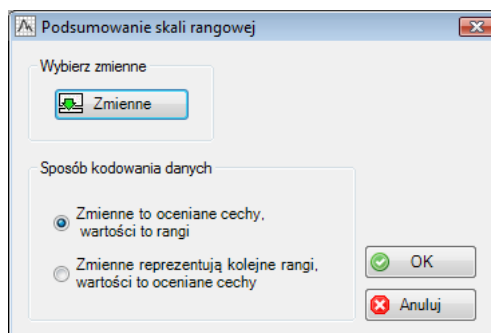 Podsumowanie skali rangowej
Wybierz zmienne
Zmienne
Sposób kodowania danych
Zmienne to oceniane cechy,
wartości to rangi
Zmienne reprezentują kolejne rangi,
wartości to oceniane cechy
OK
Anuluj